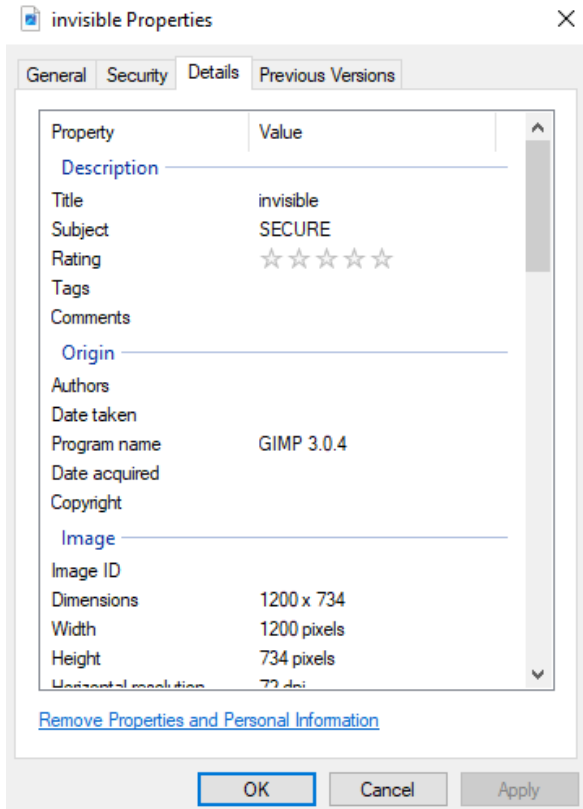 invisible Properties
General Security Details Previous Versions
Property Value
Description
Title invisible
Subject SECURE
Rating
Tags
Comments
Origin
Authors
Date taken
Program name GIMP 3.0.4
Date acquired
Copyright
Image
Image ID
Dimensions 1200 x 734
Width 1200 pixels
Height 734 pixels
Horizontal resolution 72 dpi
Remove Properties and Personal Information
OK Cancel Apply